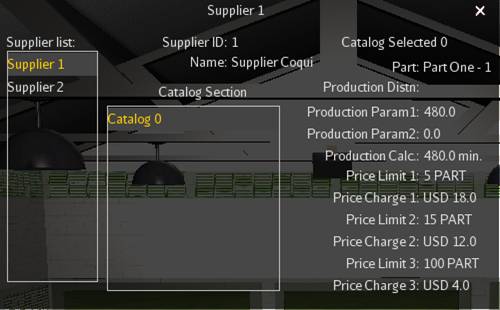 Supplier 1
×
Supplier list:
Supplier 1
Supplier 2
Supplier ID: 1
Name: Supplier Coqui
Catalog Section
Catalog 0
Catalog Selected 0
Part: Part One - 1
Production Distn:
Production Param1: 480.0
Production Param2: 0.0
Production Calc.: 480.0 min.
Price Limit 1: 5 PART
Price Charge 1: USD 18.0
Price Limit 2: 15 PART
Price Charge 2: USD 12.0
Price Limit 3: 100 PART
Price Charge 3: USD 4.0